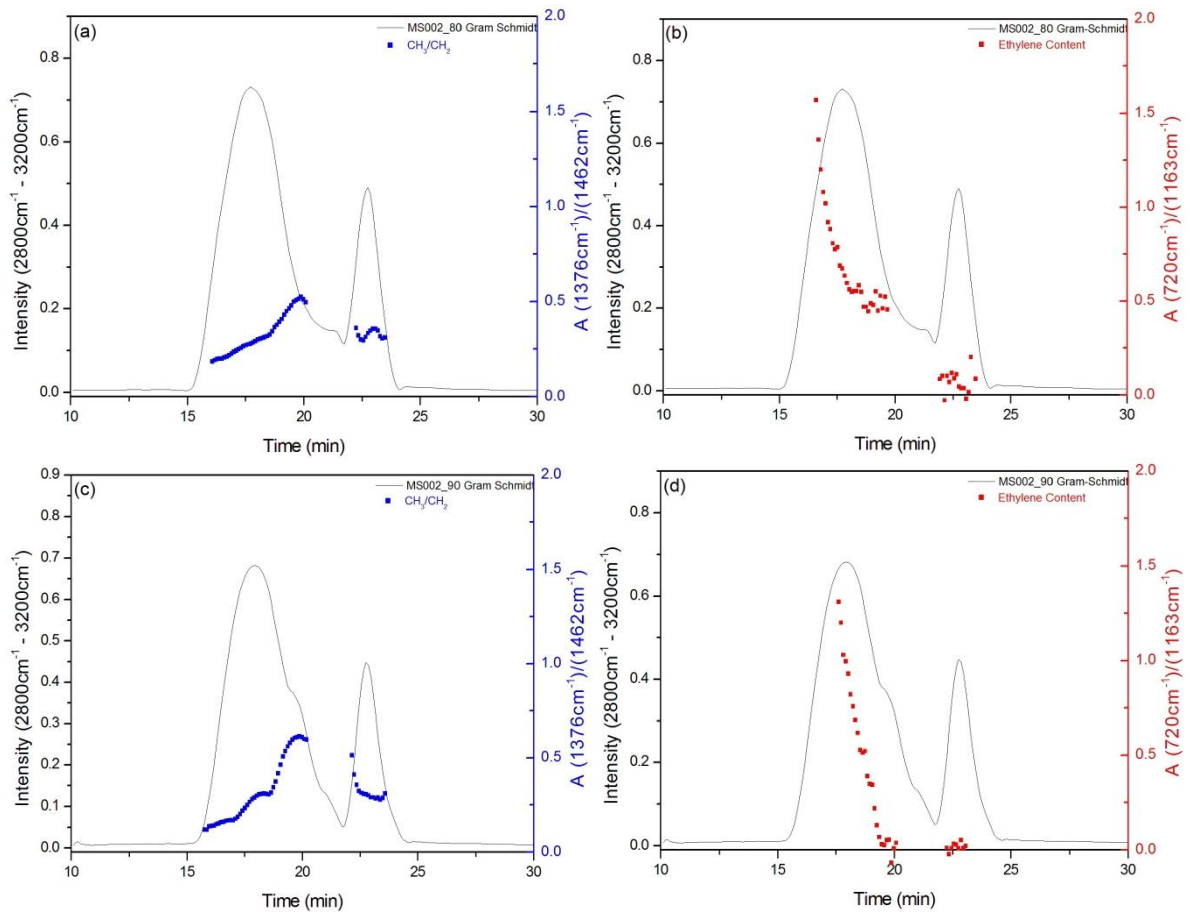 (a)
MS002_80 Gram Schmidt
CH₃/CH₂
Intensity (2800cm⁻¹ - 3200cm⁻¹)
0.8
0.6
0.4
0.2
0.0
2.0
1.5
1.0
0.5
0.0
A (1376cm⁻¹)/(1462cm⁻¹)
10 15 20 25 30
Time (min)
(b)
MS002_80 Gram-Schmidt
Ethylene Content
Intensity (2800cm⁻¹ - 3200cm⁻¹)
0.8
0.6
0.4
0.2
0.0
2.0
1.5
1.0
0.5
0.0
A (720cm⁻¹)/(1163cm⁻¹)
10 15 20 25 30
Time (min)
(c)
MS002_90 Gram Schmidt
CH₃/CH₂
Intensity (2800cm⁻¹ - 3200cm⁻¹)
0.9
0.8
0.7
0.6
0.5
0.4
0.3
0.2
0.1
0.0
2.0
1.5
1.0
0.5
0.0
A (1376cm⁻¹)/(1462cm⁻¹)
10 15 20 25 30
Time (min)
(d)
MS002_90 Gram-Schmidt
Ethylene Content
Intensity (2800cm⁻¹ - 3200cm⁻¹)
0.8
0.6
0.4
0.2
0.0
2.0
1.5
1.0
0.5
0.0
A (720cm⁻¹)/(1163cm⁻¹)
10 15 20 25 30
Time (min)